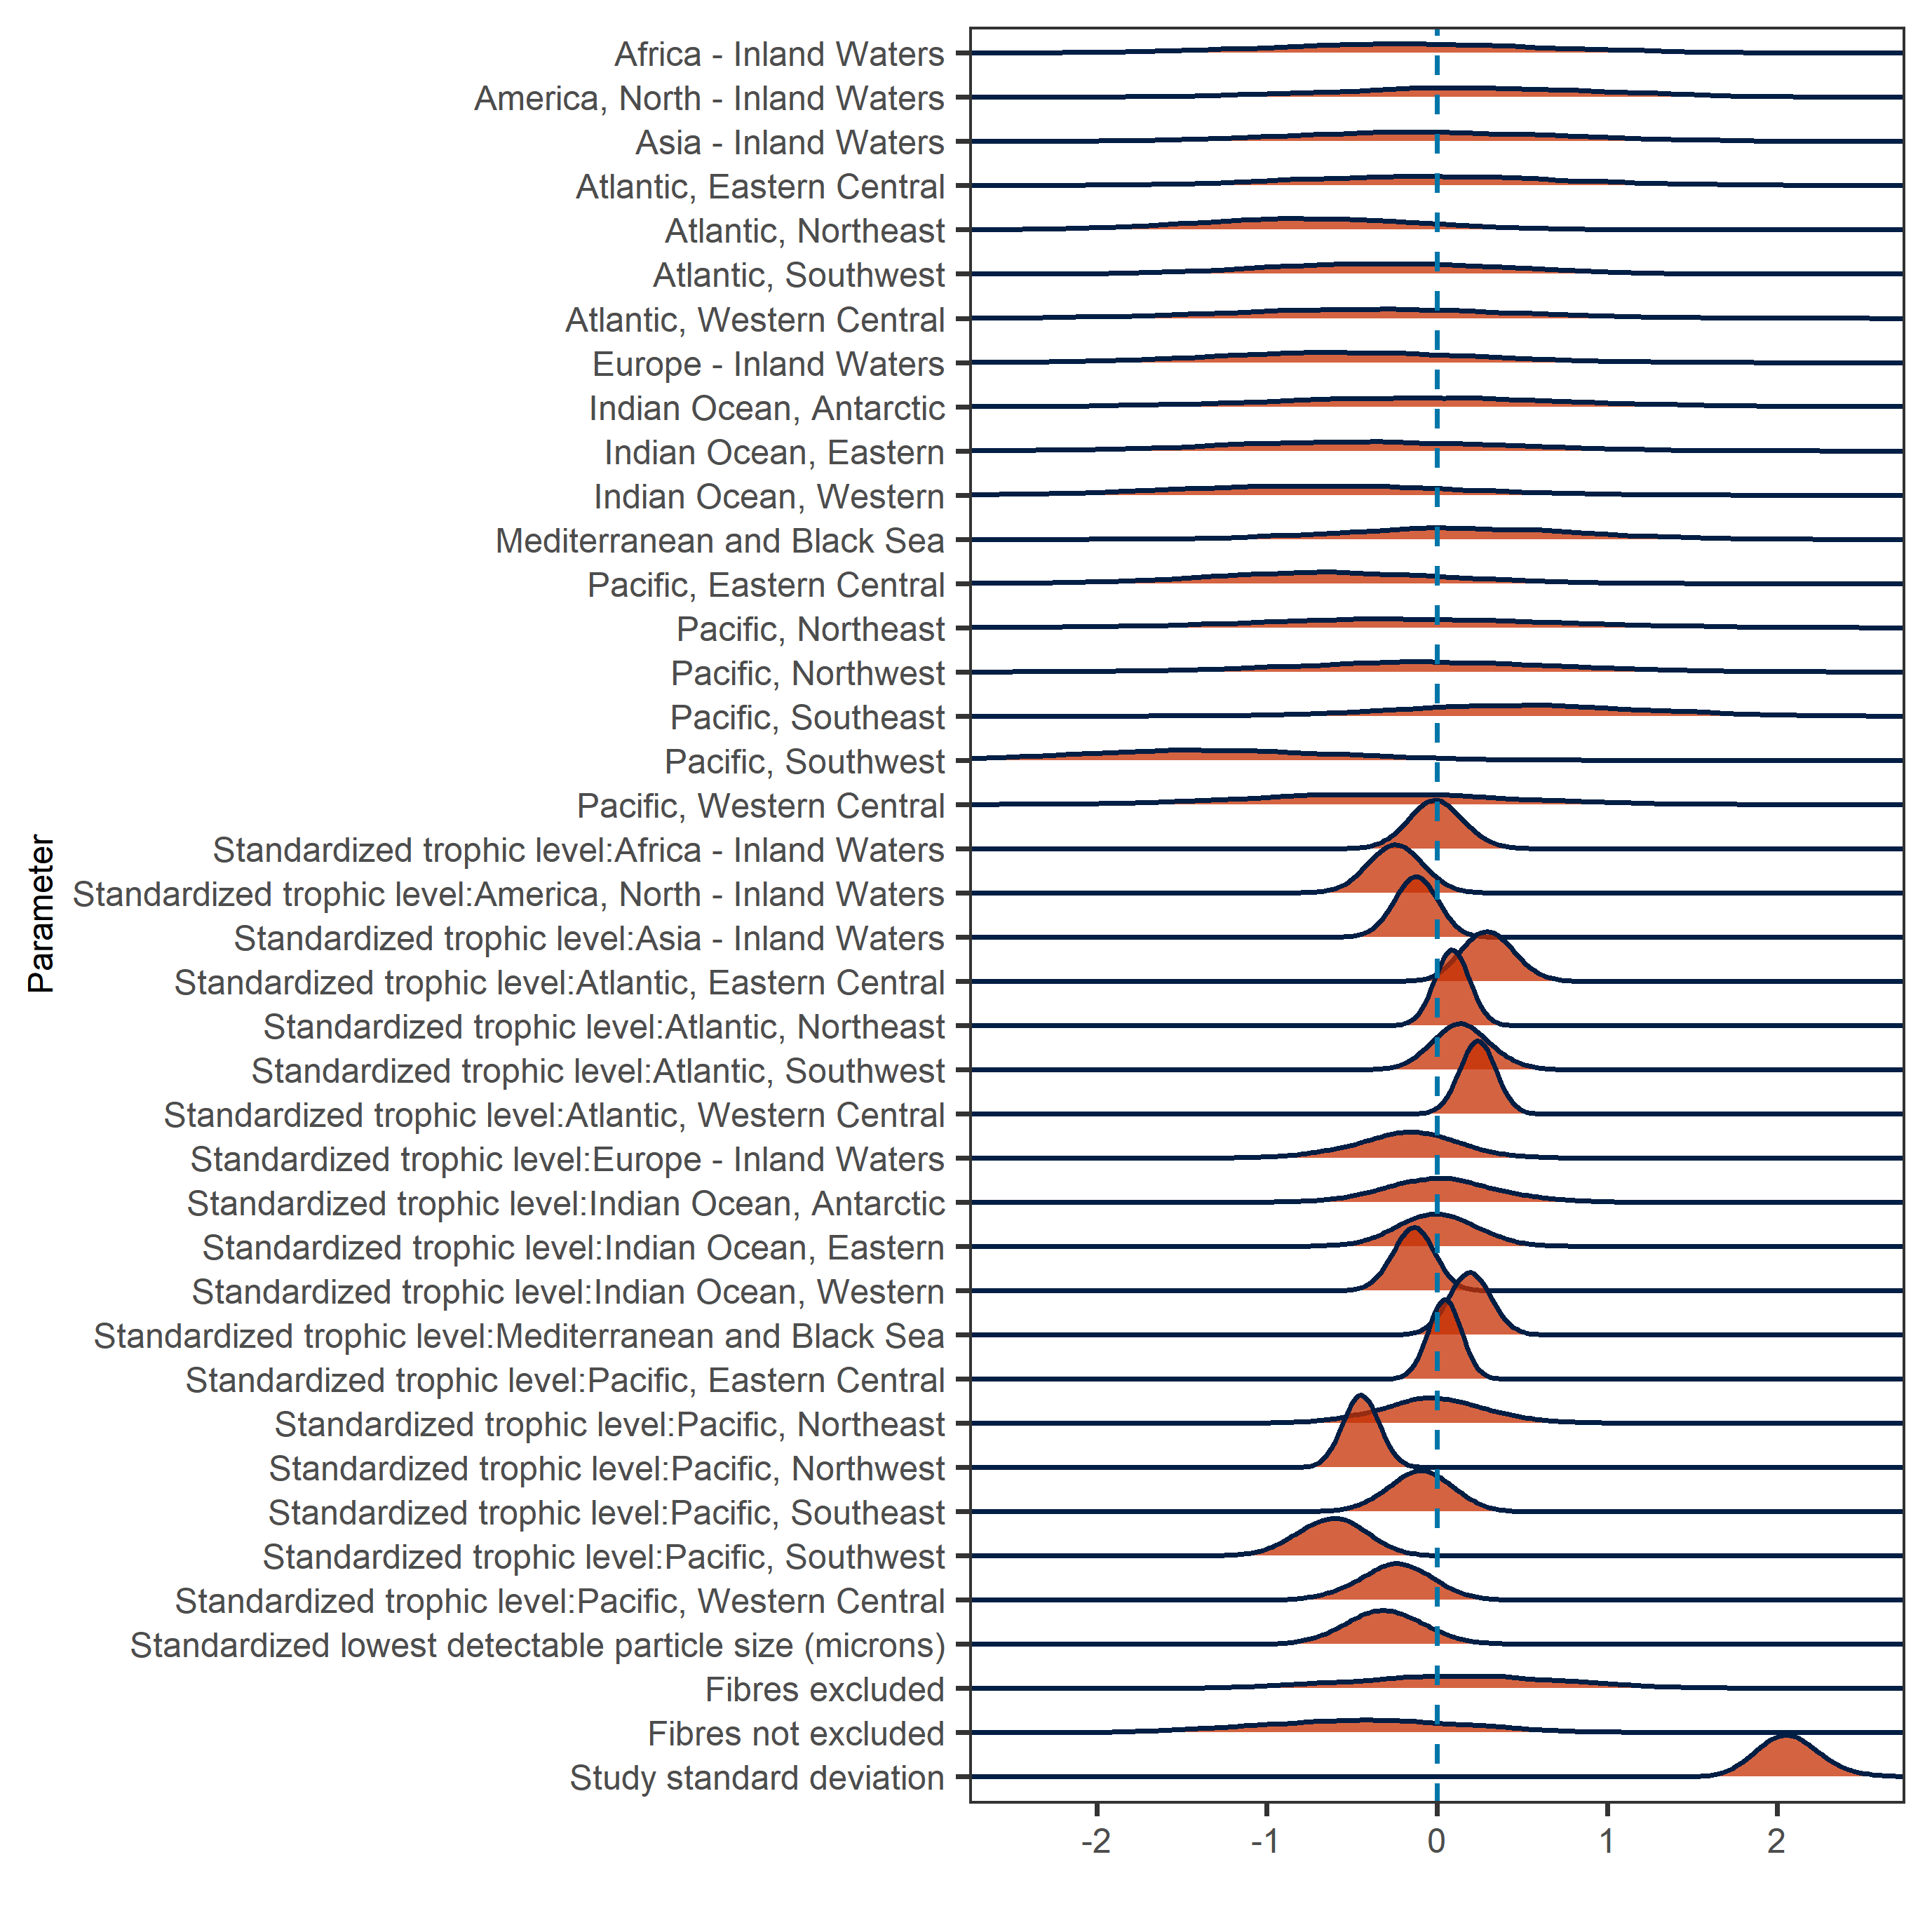 Parameter
Africa - Inland Waters
America, North - Inland Waters
Asia - Inland Waters
Atlantic, Eastern Central
Atlantic, Northeast
Atlantic, Southwest
Atlantic, Western Central
Europe - Inland Waters
Indian Ocean, Antarctic
Indian Ocean, Eastern
Indian Ocean, Western
Mediterranean and Black Sea
Pacific, Eastern Central
Pacific, Northeast
Pacific, Northwest
Pacific, Southeast
Pacific, Southwest
Pacific, Western Central
Standardized trophic level:Africa - Inland Waters
Standardized trophic level:America, North - Inland Waters
Standardized trophic level:Asia - Inland Waters
Standardized trophic level:Atlantic, Eastern Central
Standardized trophic level:Atlantic, Northeast
Standardized trophic level:Atlantic, Southwest
Standardized trophic level:Atlantic, Western Central
Standardized trophic level:Europe - Inland Waters
Standardized trophic level:Indian Ocean, Antarctic
Standardized trophic level:Indian Ocean, Eastern
Standardized trophic level:Indian Ocean, Western
Standardized trophic level:Mediterranean and Black Sea
Standardized trophic level:Pacific, Eastern Central
Standardized trophic level:Pacific, Northeast
Standardized trophic level:Pacific, Northwest
Standardized trophic level:Pacific, Southeast
Standardized trophic level:Pacific, Southwest
Standardized trophic level:Pacific, Western Central
Standardized lowest detectable particle size (microns)
Fibres excluded
Fibres not excluded
Study standard deviation
-2 -1 0 1 2